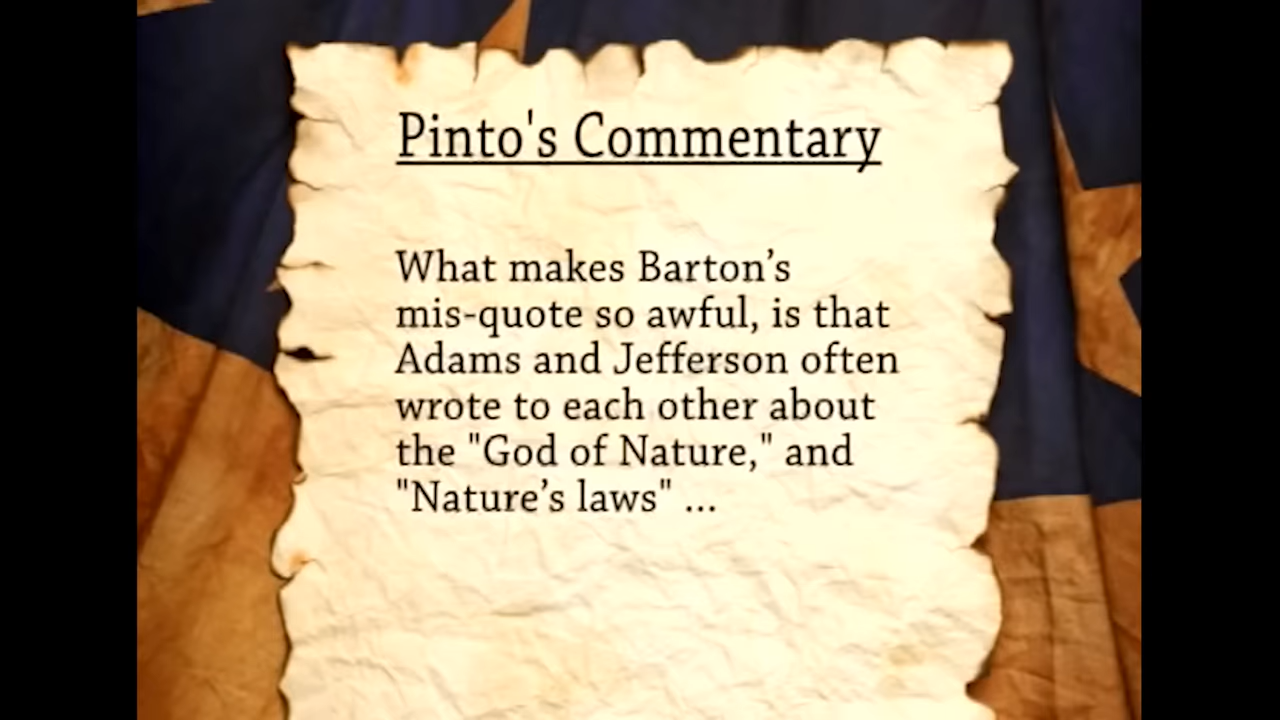 Pinto's Commentary
What makes Barton’s
mis-quote so awful, is that
Adams and Jefferson often
wrote to each other about
the "God of Nature," and
"Nature’s laws" ...